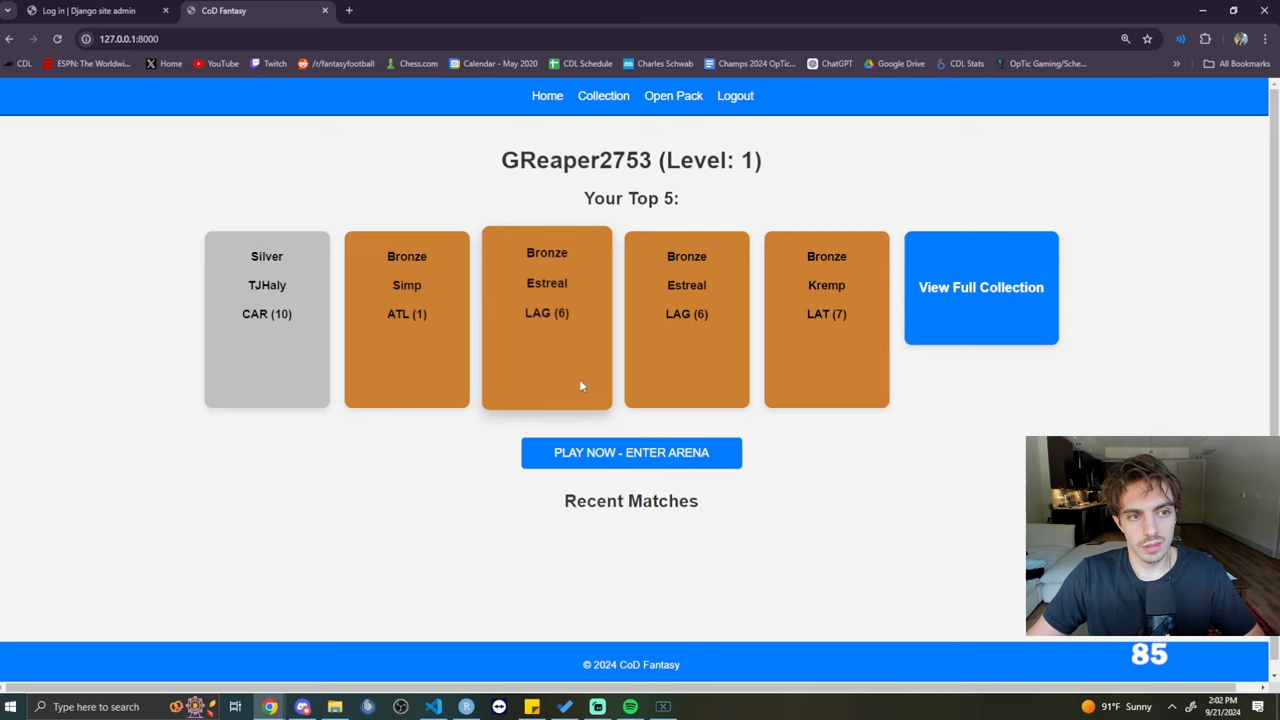 Log in | Django site admin
CoD Fantasy
127.0.0.1:8000
CDL
ESPN: The Worldwi...
Home
YouTube
Twitch
/r/fantasyfootball
Chess.com
Calendar - May 2020
CDL Schedule
Charles Schwab
Champs 2024 OpTic...
ChatGPT
Google Drive
CDL Stats
OpTic Gaming/Sche...
All Bookmarks
Home
Collection
Open Pack
Logout
GReaper2753 (Level: 1)
Your Top 5:
Silver
TJHaly
CAR (10)
Bronze
Simp
ATL (1)
Bronze
Estreal
LAG (6)
Bronze
Estreal
LAG (6)
Bronze
Kremp
LAT (7)
View Full Collection
PLAY NOW - ENTER ARENA
Recent Matches
85
© 2024 CoD Fantasy
Type here to search
91°F Sunny
2:02 PM
9/21/2024